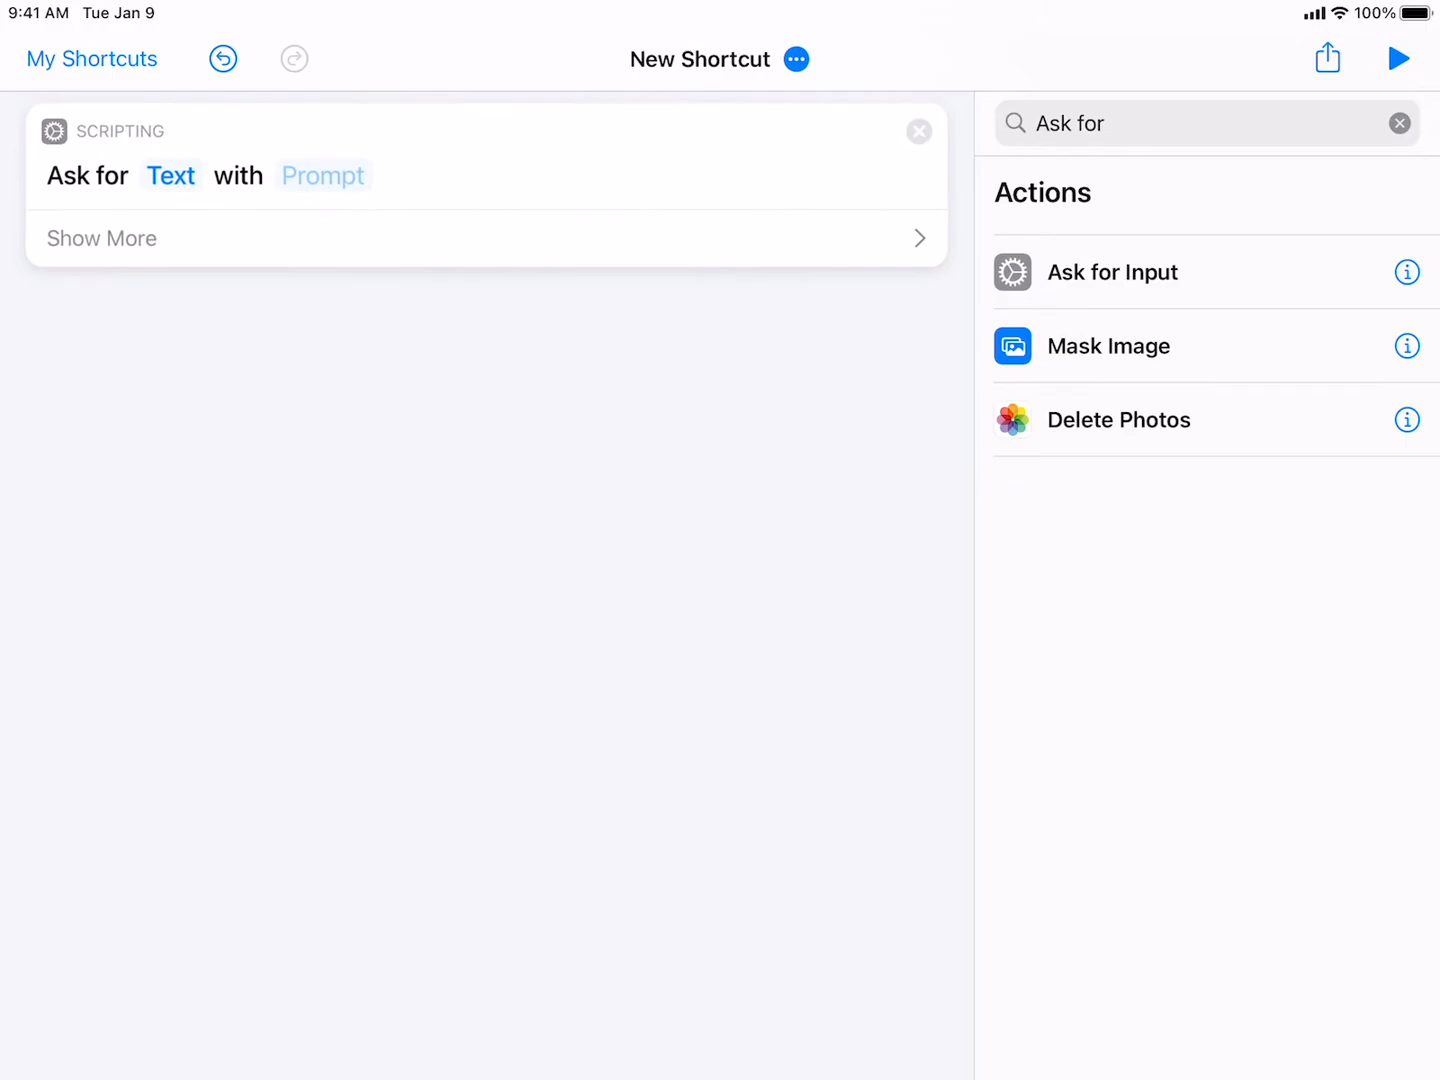 9:41 AM Tue Jan 9
100%
My Shortcuts
New Shortcut
SCRIPTING
Ask for Text with Prompt
Show More
Ask for
Actions
Ask for Input
Mask Image
Delete Photos